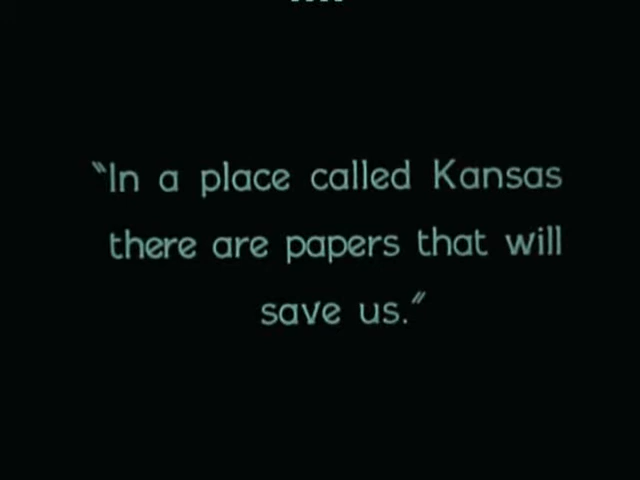 "In a place called Kansas
there are papers that will
save us."